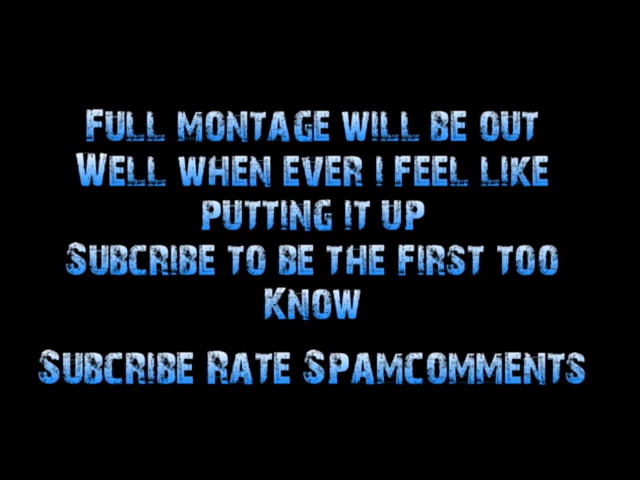 Full montage will be out
Well when ever i feel like
putting it up
Subcribe to be the first too
Know
Subcribe Rate Spamcomments